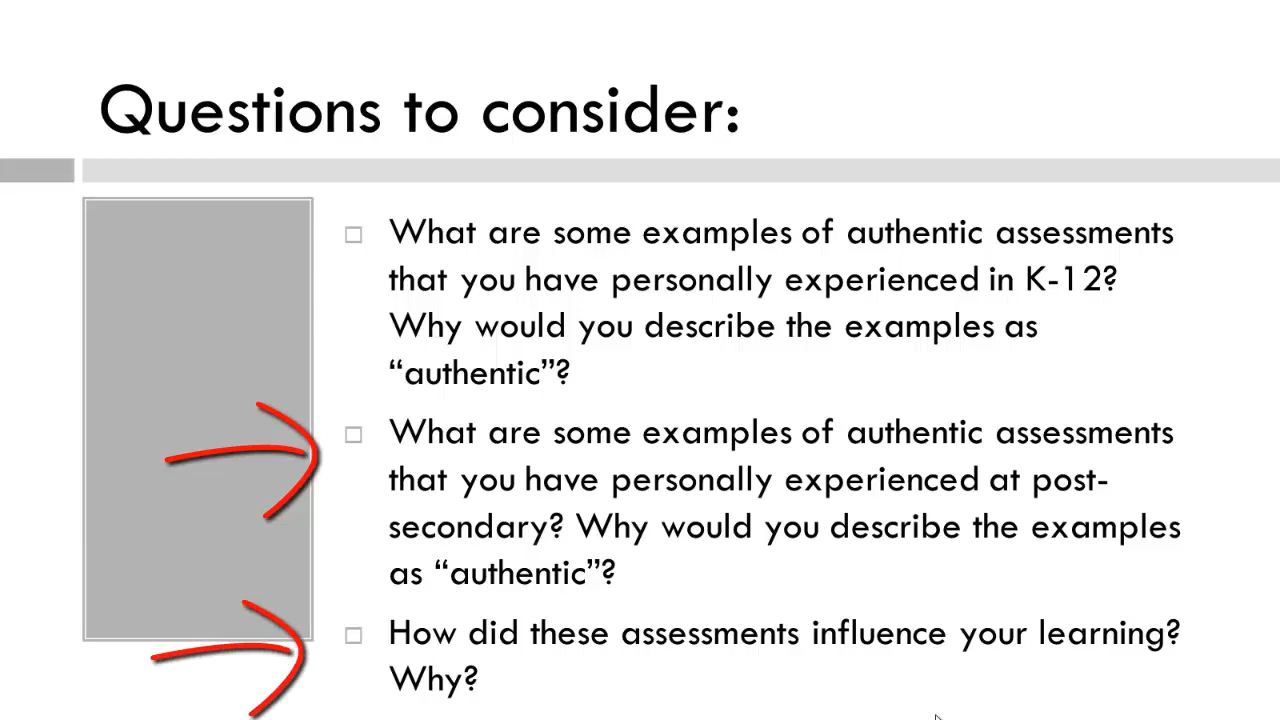 Questions to consider:
What are some examples of authentic assessments
that you have personally experienced in K-12?
Why would you describe the examples as
“authentic”?
What are some examples of authentic assessments
that you have personally experienced at post-
secondary? Why would you describe the examples
as “authentic”?
How did these assessments influence your learning?
Why?